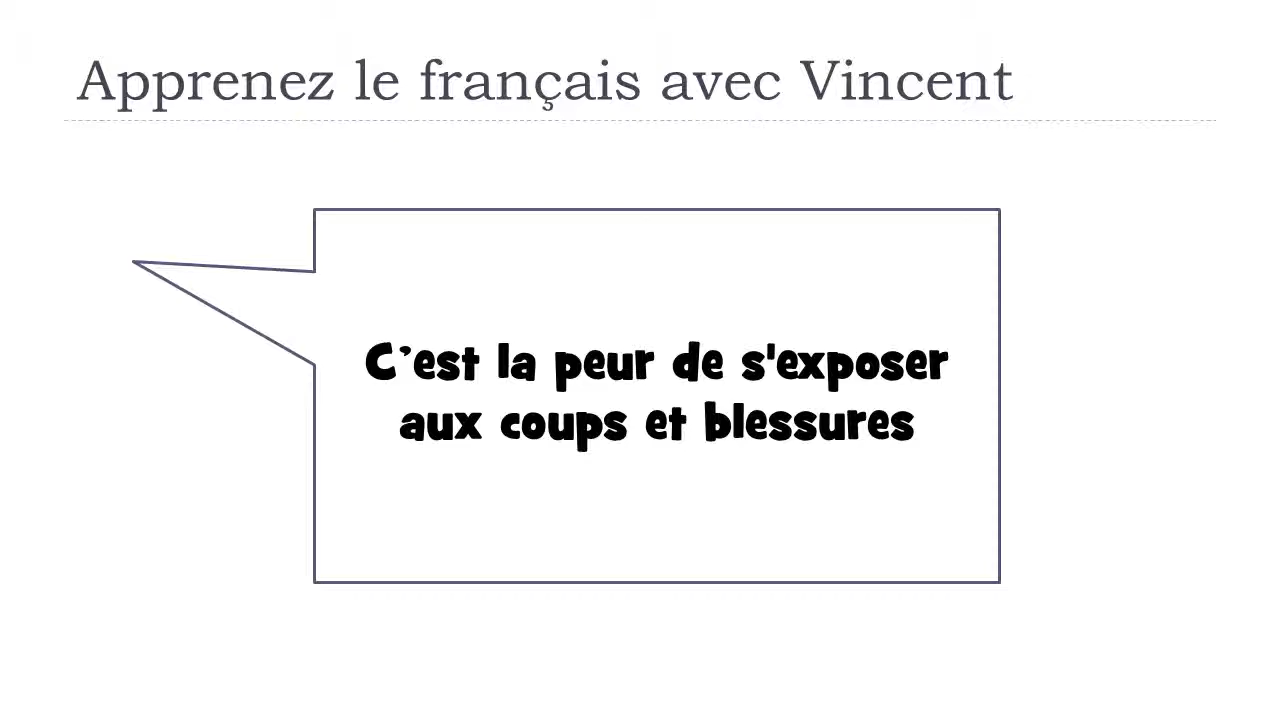 Apprenez le français avec Vincent
C’est la peur de s'exposer
aux coups et blessures